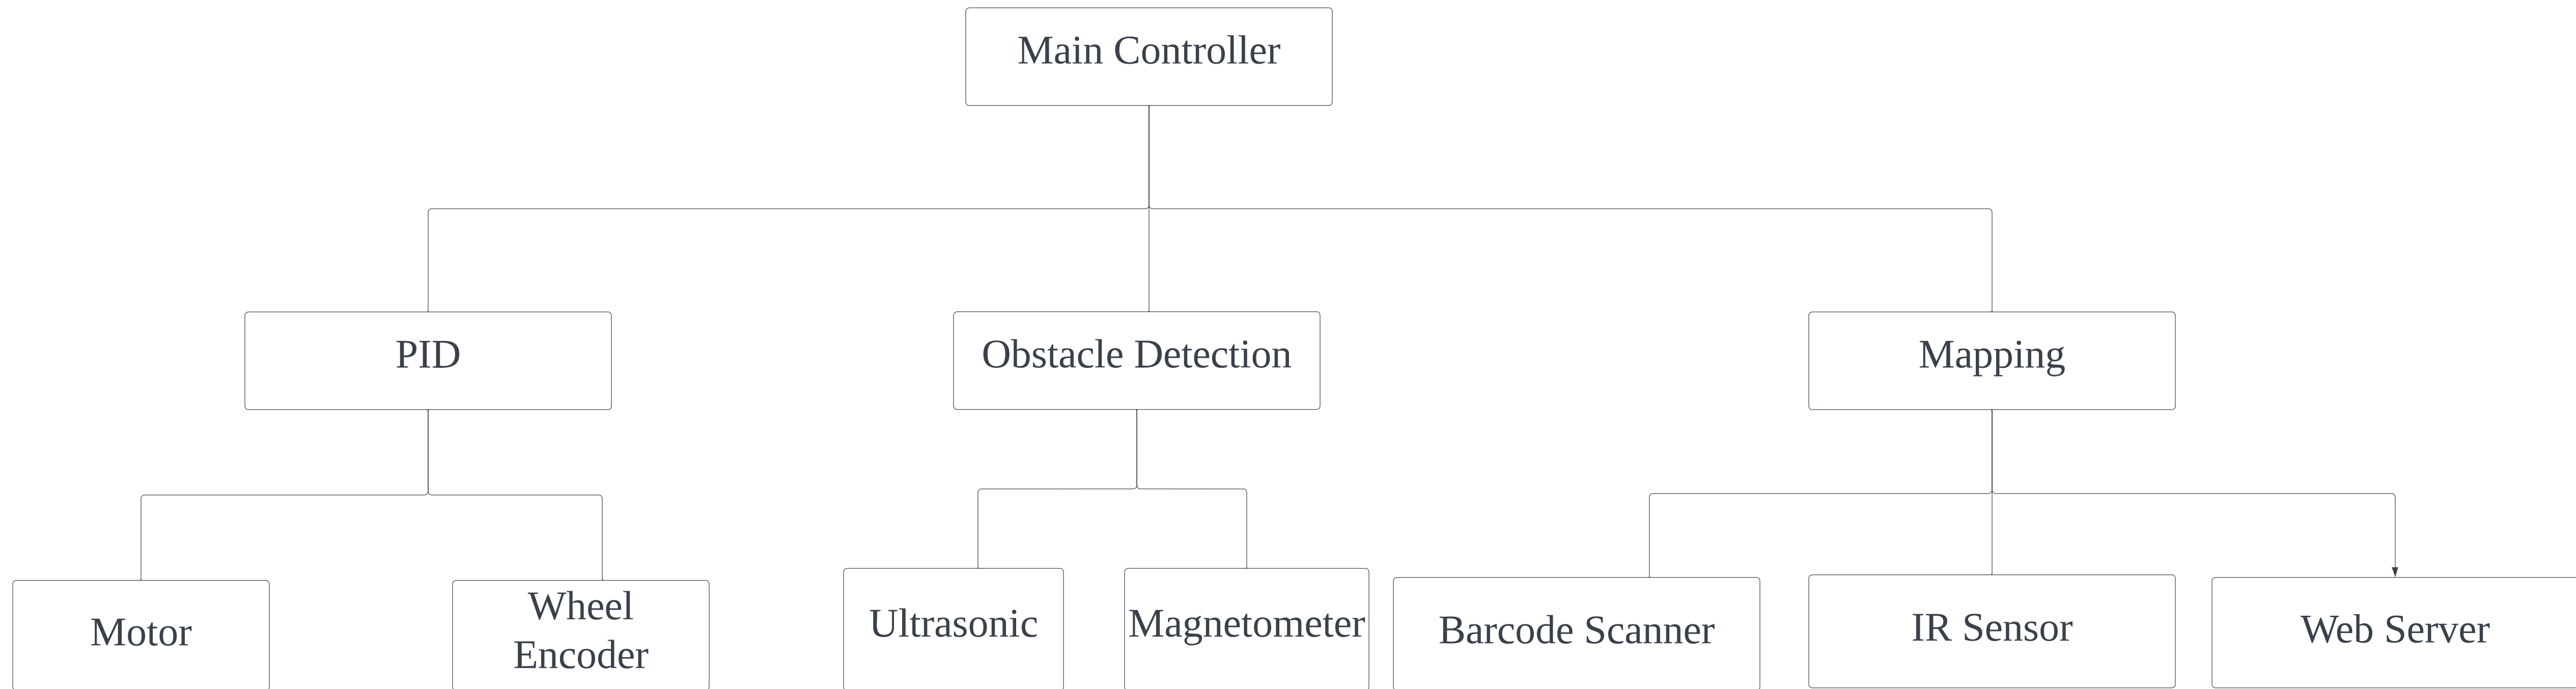 Main Controller
PID
Obstacle Detection
Mapping
Motor
Wheel
Encoder
Ultrasonic
Magnetometer
Barcode Scanner
IR Sensor
Web Server